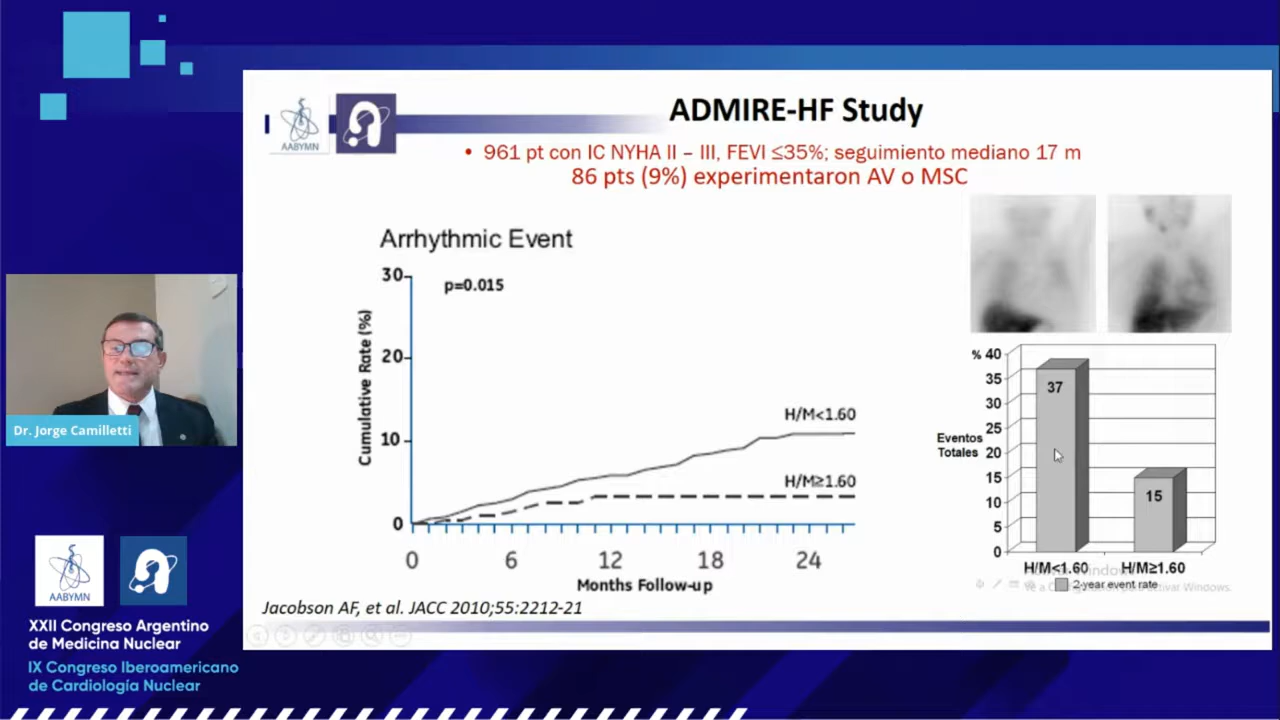 ADMIRE-HF Study
AABYMN
• 961 pt con IC NYHA II – III, FEVI ≤35%; seguimiento mediano 17 m
86 pts (9%) experimentaron AV o MSC
Arrhythmic Event
p=0.015
Cumulative Rate (%)
30
20
10
0
H/M<1.60
H/M≥1.60
0 6 12 18 24
Months Follow-up
% 40
35
30
25
20
15
10
5
0
Eventos
Totales
37
15
H/M<1.60 H/M≥1.60
2-year event rate
Jacobson AF, et al. JACC 2010;55:2212-21
Dr. Jorge Camilletti
AABYMN
XXII Congreso Argentino
de Medicina Nuclear
IX Congreso Iberoamericano
de Cardiología Nuclear